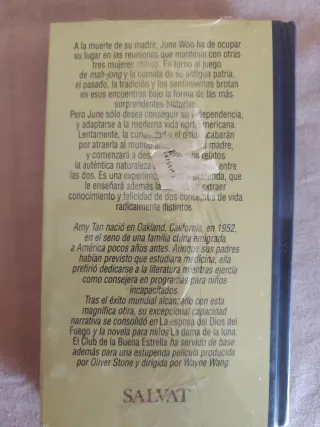 A la muerte de su madre, June Woo ha de ocupar
su lugar en las reuniones que mantenía con otras
tres mujeres chinas. En torno al juego
de mah-jong y la comida de su antigua patria,
el pasado, la tradición y los sentimientos brotan
en esos encuentros bajo la forma de las más
sorprendentes historias.
Pero June sólo desea conseguir su independencia,
y adaptarse a la moderna vida norteamericana.
Lentamente, la curiosidad y el odio acabarán
por atraerla al mundo de su madre,
y comenzará a relatos
la auténtica naturaleza entre
las dos. Es una experiencia que
le enseñará además extraer
conocimiento y felicidad de dos conceptos de vida
radicalmente distintos.
Amy Tan nació en Oakland, California, en 1952,
en el seno de una familia china emigrada
a América pocos años antes. Aunque sus padres
habían previsto que estudiara medicina, ella
prefirió dedicarse a la literatura mientras ejercía
como consejera en programas para niños
incapacitados.
Tras el éxito mundial alcanzado con esta
magnífica obra, su excepcional capacidad
narrativa se consolidó en La esposa del Dios del
Fuego y la novela para niños La dama de la luna.
El Club de la Buena Estrella ha servido de base
además para una estupenda película producida
por Oliver Stone y dirigida por Wayne Wang.
SALVAT